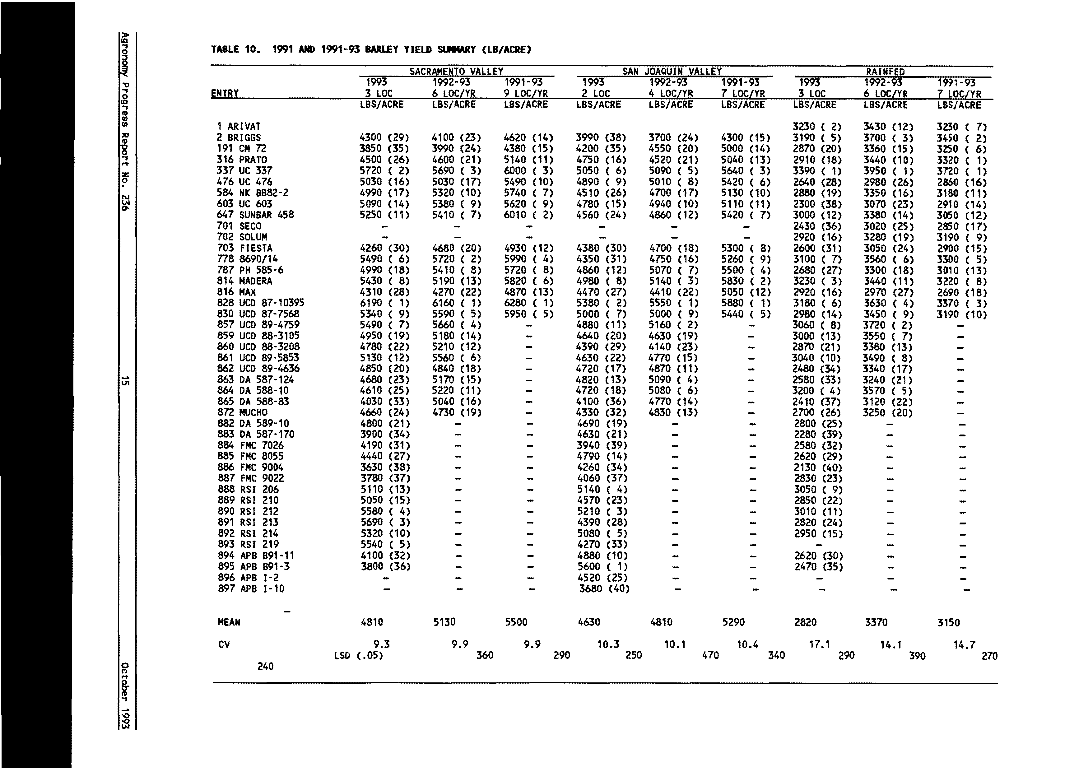 Agronomy Progress Report No. 236
15
October 1993
TABLE 10. 1991 AND 1991-93 BARLEY YIELD SUMMARY (LB/ACRE)
SACRAMENTO VALLEY SAN JOAQUIN VALLEY RAINFED
1993 1992-93 1991-93 1993 1992-93 1991-93 1993 1992-93 1991-93
ENTRY 3 LOC 6 LOC/YR 9 LOC/YR 2 LOC 4 LOC/YR 7 LOC/YR 3 LOC 6 LOC/YR 7 LOC/YR
LBS/ACRE LBS/ACRE LBS/ACRE LBS/ACRE LBS/ACRE LBS/ACRE LBS/ACRE LBS/ACRE LBS/ACRE
1 ARIVAT 3230 ( 2) 3430 (12) 3230 ( 7)
2 BRIGGS 4300 (29) 4100 (23) 4620 (14) 3990 (38) 3700 (24) 4300 (15) 3190 ( 5) 3700 ( 3) 3450 ( 2)
191 CM 72 3850 (35) 3990 (24) 4380 (15) 4200 (35) 4550 (20) 5000 (14) 2870 (20) 3360 (15) 3250 ( 6)
316 PRATO 4500 (26) 4600 (21) 5140 (11) 4750 (16) 4520 (21) 5040 (13) 2910 (18) 3440 (10) 3320 ( 1)
337 UC 337 5720 ( 2) 5690 ( 3) 6000 ( 3) 5050 ( 6) 5090 ( 5) 5640 ( 3) 3390 ( 1) 3950 ( 1) 3720 ( 1)
476 UC 476 5030 (16) 5030 (17) 5490 (10) 4890 ( 9) 5010 ( 8) 5420 ( 6) 2640 (28) 2980 (26) 2860 (16)
584 NK 8B82-2 4990 (17) 5320 (10) 5740 ( 7) 4510 (26) 4700 (17) 5130 (10) 2880 (19) 3350 (16) 3180 (11)
603 UC 603 5090 (14) 5380 ( 9) 5620 ( 9) 4780 (15) 4940 (10) 5110 (11) 2300 (38) 3070 (23) 2910 (14)
647 SUNBAR 458 5250 (11) 5410 ( 7) 6010 ( 2) 4560 (24) 4860 (12) 5420 ( 7) 3000 (12) 3380 (14) 3050 (12)
701 SECO - - - - - - 2430 (36) 3020 (25) 2850 (17)
702 SOLUM - - - - - - 2920 (16) 3280 (19) 3190 ( 9)
703 FIESTA 4260 (30) 4680 (20) 4930 (12) 4380 (30) 4700 (18) 5300 ( 8) 2600 (31) 3050 (24) 2900 (15)
778 8690/14 5490 ( 6) 5720 ( 2) 5990 ( 4) 4350 (31) 4750 (16) 5260 ( 9) 3100 ( 7) 3560 ( 6) 3300 ( 5)
787 PH 585-6 4990 (18) 5410 ( 8) 5720 ( 8) 4860 (12) 5070 ( 7) 5500 ( 4) 2680 (27) 3300 (18) 3010 (13)
814 MADERA 5430 ( 8) 5190 (13) 5820 ( 6) 4980 ( 8) 5140 ( 3) 5830 ( 2) 3230 ( 3) 3440 (11) 3220 ( 8)
816 MAX 4310 (28) 4270 (22) 4870 (13) 4470 (27) 4410 (22) 5050 (12) 2920 (16) 2970 (27) 2690 (18)
828 UCD 87-10395 6190 ( 1) 6160 ( 1) 6280 ( 1) 5380 ( 2) 5550 ( 1) 5880 ( 1) 3180 ( 6) 3630 ( 4) 3370 ( 3)
830 UCD 87-7568 5340 ( 9) 5590 ( 5) 5950 ( 5) 5000 ( 7) 5000 ( 9) 5440 ( 5) 2980 (14) 3450 ( 9) 3190 (10)
857 UCD 89-4759 5490 ( 7) 5660 ( 4) - 4880 (11) 5160 ( 2) - 3060 ( 8) 3720 ( 2) -
859 UCD 88-3105 4950 (19) 5180 (14) - 4640 (20) 4630 (19) - 3000 (13) 3550 ( 7) -
860 UCD 88-3208 4780 (22) 5210 (12) - 4390 (29) 4140 (23) - 2870 (21) 3380 (13) -
861 UCD 89-5853 5130 (12) 5560 ( 6) - 4630 (22) 4770 (15) - 3040 (10) 3490 ( 8) -
862 UCD 89-4636 4850 (20) 4840 (18) - 4720 (17) 4870 (11) - 2480 (34) 3340 (17) -
863 DA 587-124 4680 (23) 5170 (15) - 4820 (13) 5090 ( 4) - 2580 (33) 3240 (21) -
864 DA 588-10 4610 (25) 5220 (11) - 4720 (18) 5080 ( 6) - 3200 ( 4) 3570 ( 5) -
865 DA 588-83 4030 (33) 5040 (16) - 4100 (36) 4770 (14) - 2410 (37) 3120 (22) -
872 MUCHO 4660 (24) 4730 (19) - 4330 (32) 4830 (13) - 2700 (26) 3250 (20) -
882 DA 589-10 4800 (21) - - 4690 (19) - - 2800 (25) - -
883 DA 587-170 3900 (34) - - 4630 (21) - - 2280 (39) - -
884 FMC 7026 4190 (31) - - 3940 (39) - - 2580 (32) - -
885 FMC 8055 4440 (27) - - 4790 (14) - - 2620 (29) - -
886 FMC 9004 3630 (38) - - 4260 (34) - - 2130 (40) - -
887 FMC 9022 3780 (37) - - 4060 (37) - - 2830 (23) - -
888 RSI 206 5110 (13) - - 5140 ( 4) - - 3050 ( 9) - -
889 RSI 210 5050 (15) - - 4570 (23) - - 2850 (22) - -
890 RSI 212 5580 ( 4) - - 5210 ( 3) - - 3010 (11) - -
891 RSI 213 5690 ( 3) - - 4390 (28) - - 2820 (24) - -
892 RSI 214 5320 (10) - - 5080 ( 5) - - 2950 (15) - -
893 RSI 219 5540 ( 5) - - 4270 (33) - - - - -
894 APB B91-11 4100 (32) - - 4880 (10) - - 2620 (30) - -
895 APB B91-3 3800 (36) - - 5600 ( 1) - - 2470 (35) - -
896 APB I-2 - - - 4520 (25) - - - - -
897 APB I-10 - - - 3680 (40) - - - - -
MEAN 4810 5130 5500 4630 4810 5290 2820 3370 3150
CV 9.3 9.9 9.9 10.3 10.1 10.4 17.1 14.1 14.7
LSD (.05) 360 290 250 470 340 290 390 270
240